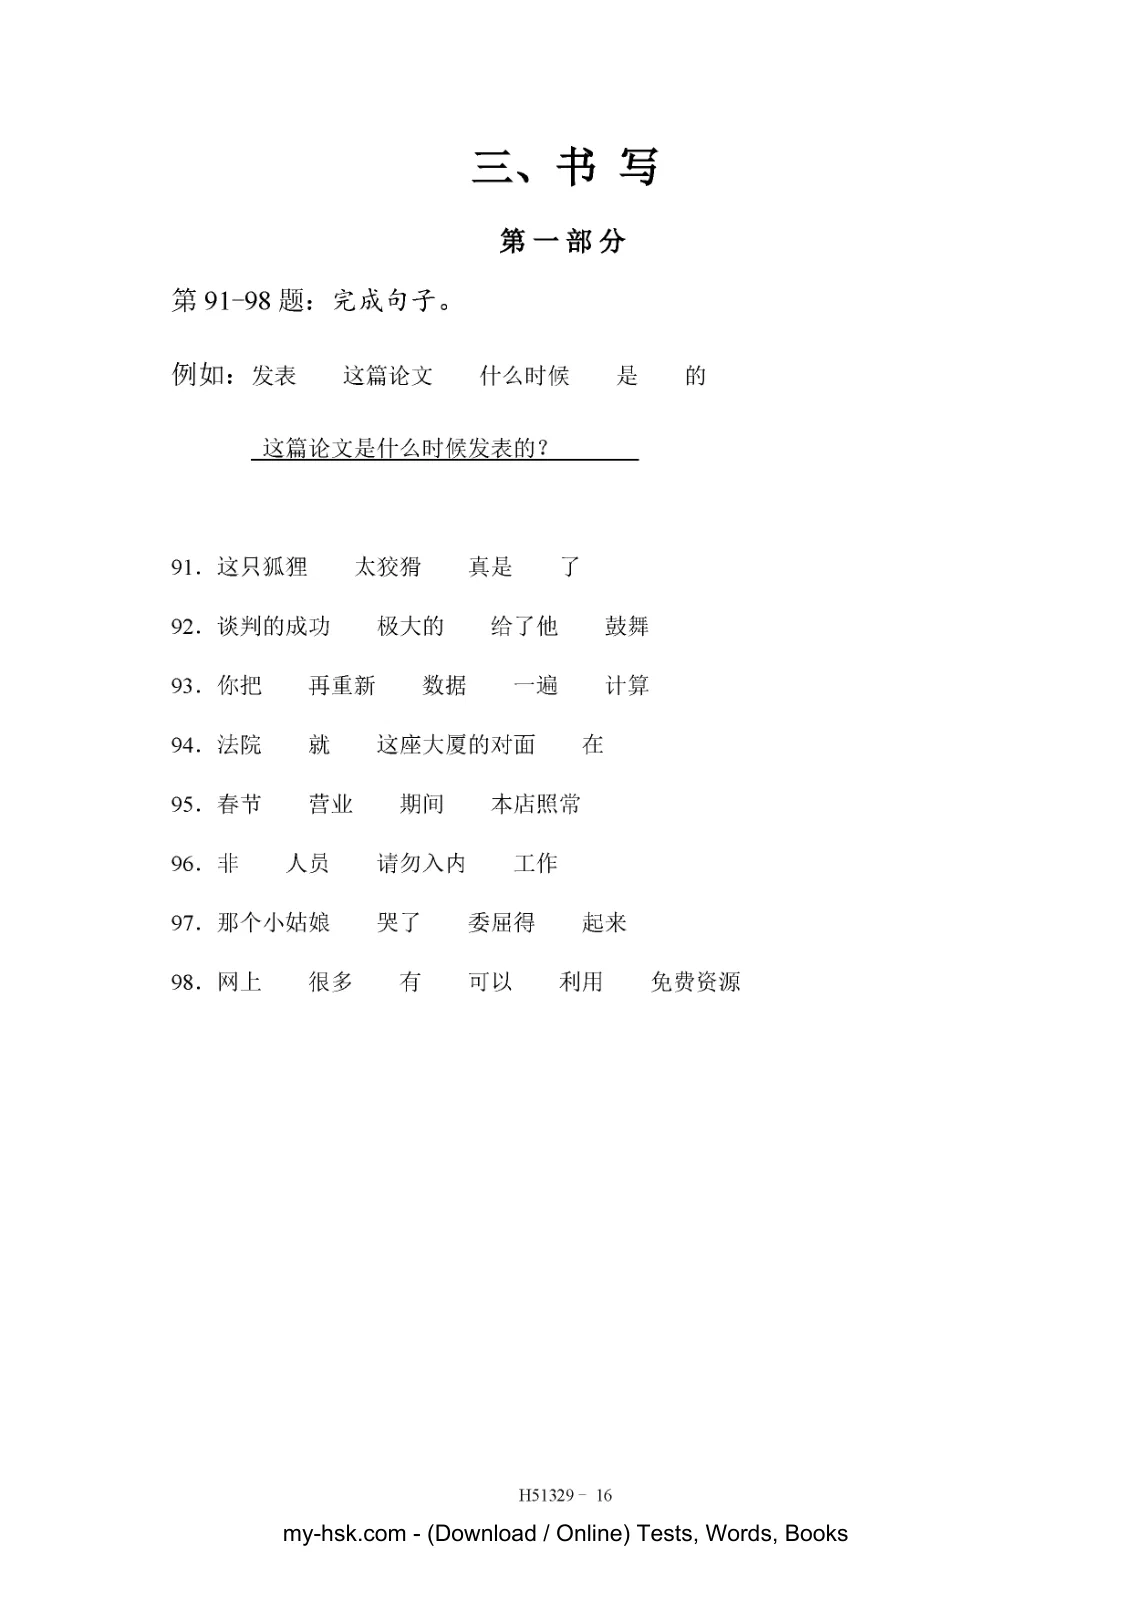 三、书 写
第一部分
第 91-98 题：完成句子。
例如：发表 这篇论文 什么时候 是 的
这篇论文是什么时候发表的？
91．这只狐狸 太狡猾 真是 了
92．谈判的成功 极大的 给了他 鼓舞
93．你把 再重新 数据 一遍 计算
94．法院 就 这座大厦的对面 在
95．春节 营业 期间 本店照常
96．非 人员 请勿入内 工作
97．那个小姑娘 哭了 委屈得 起来
98．网上 很多 有 可以 利用 免费资源
H51329－ 16
my-hsk.com - (Download / Online) Tests, Words, Books